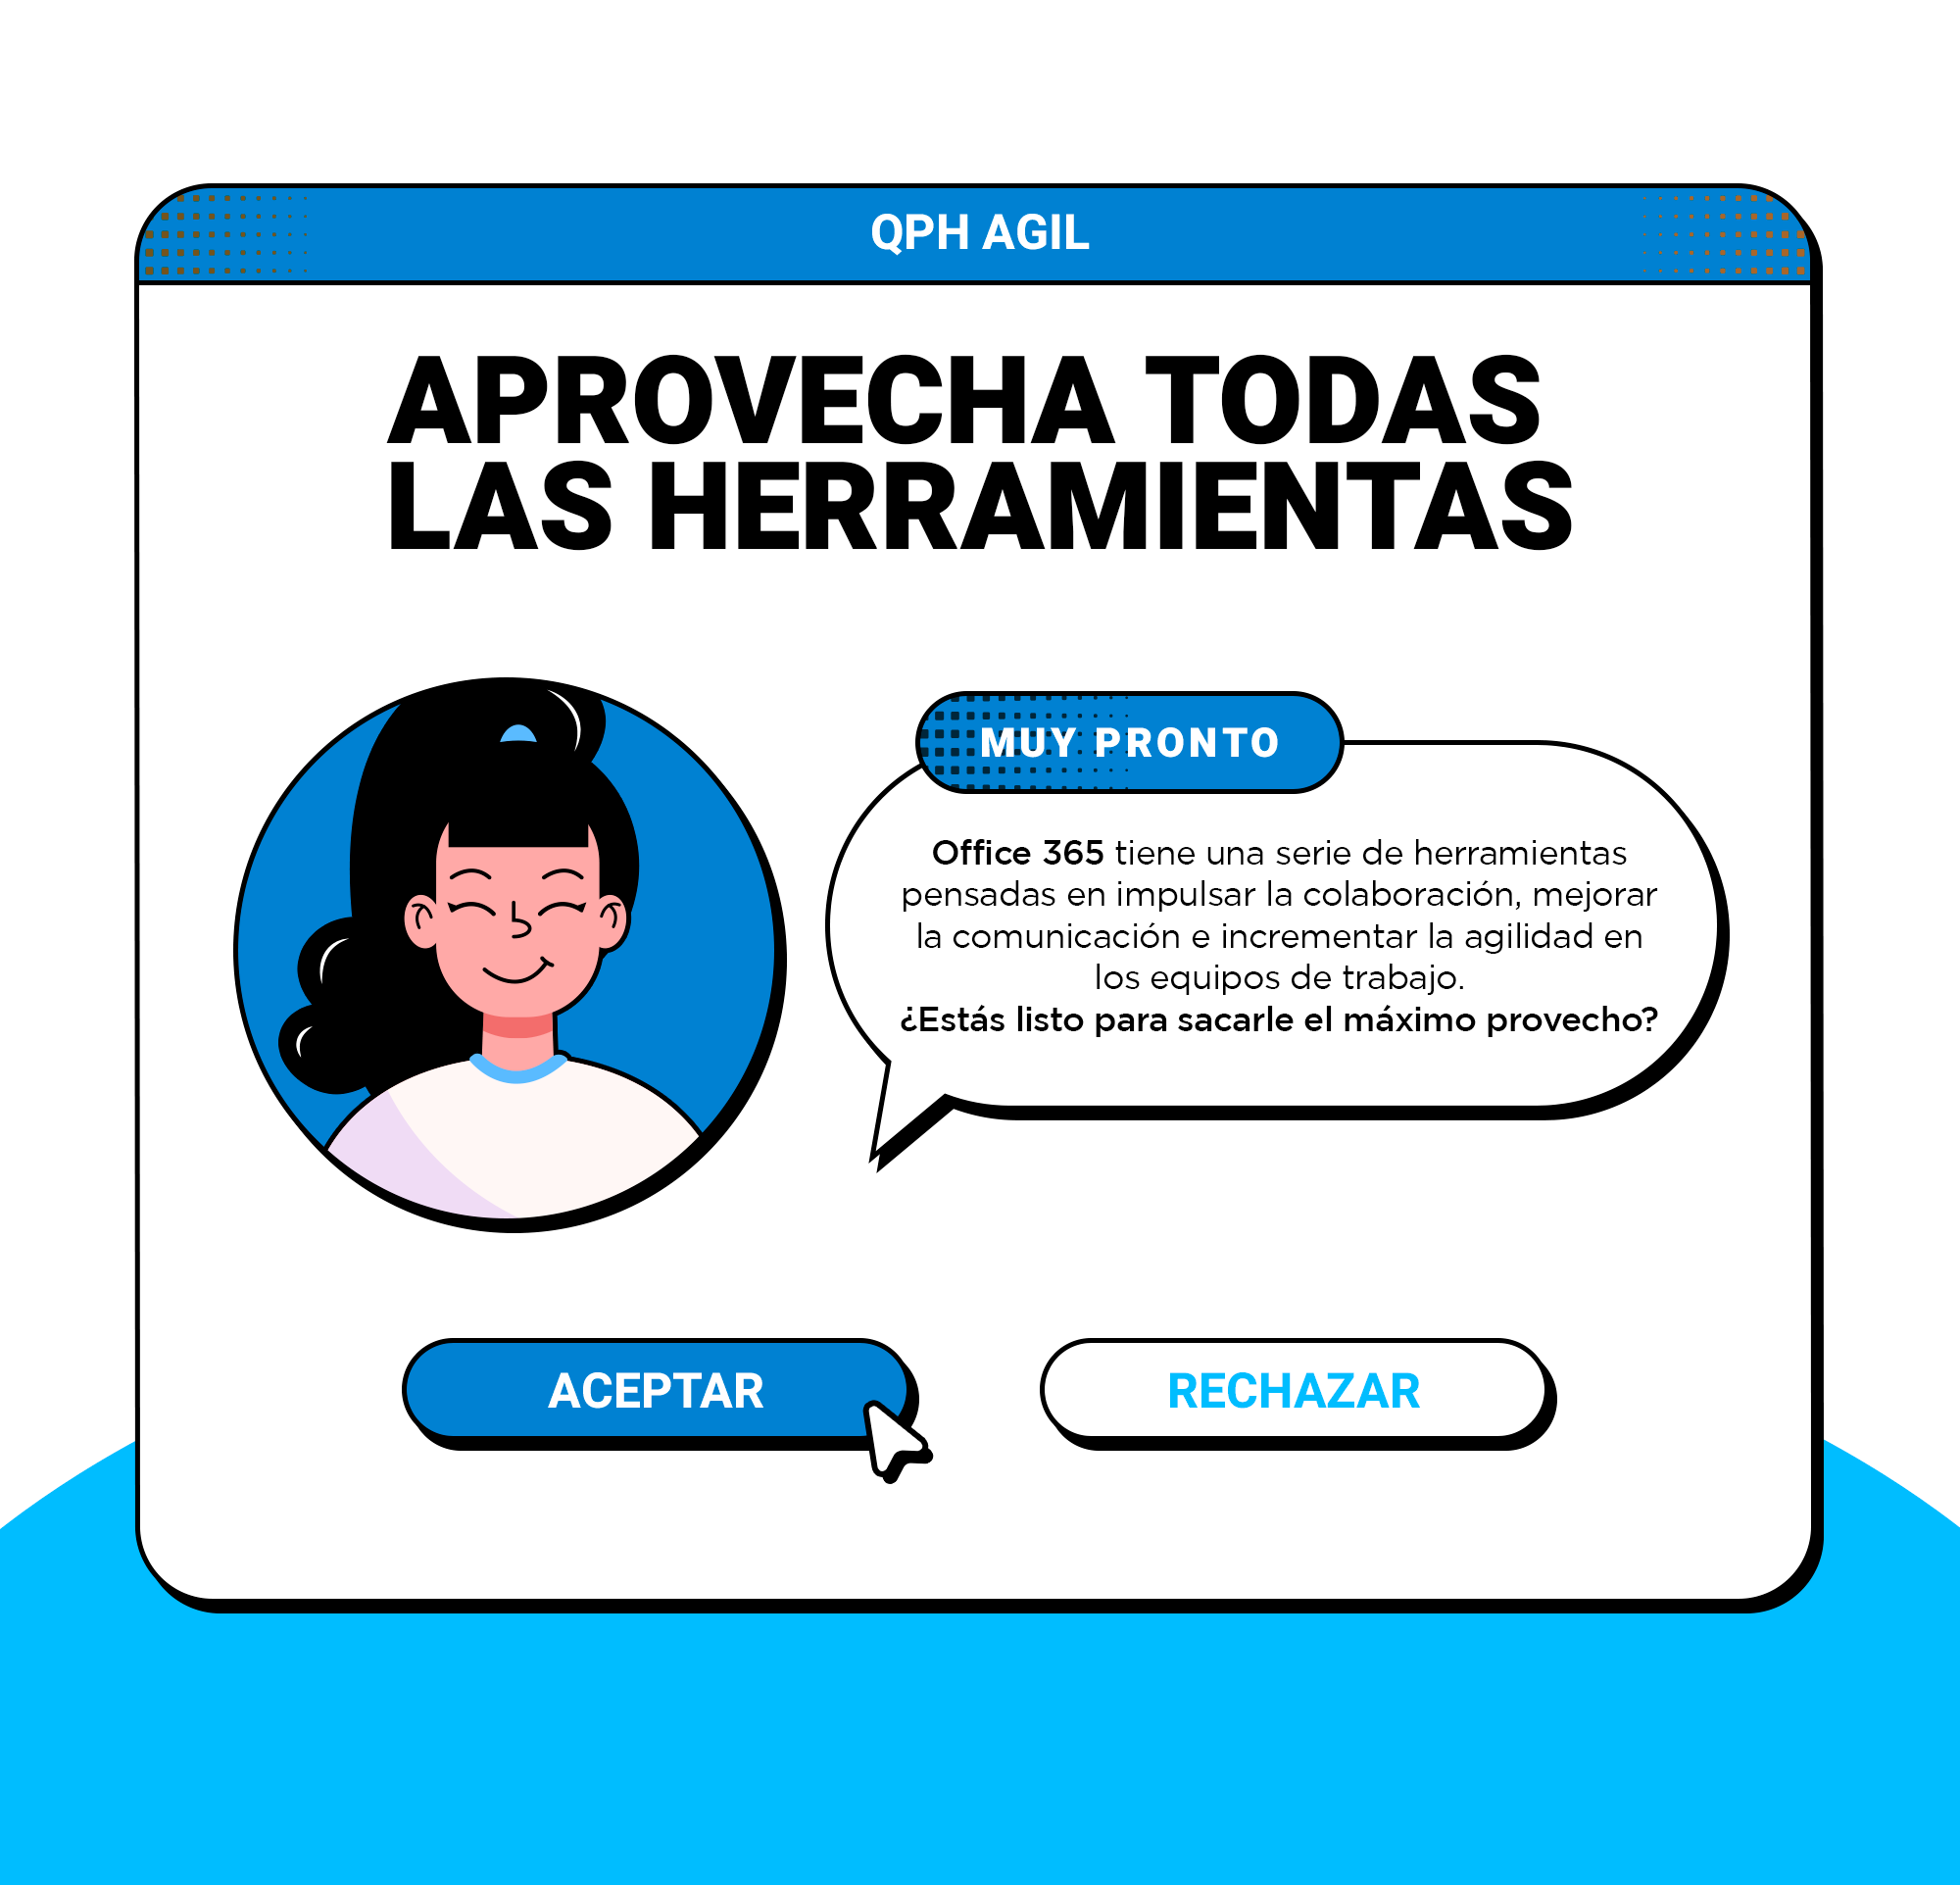 QPH AGIL
APROVECHA TODAS
LAS HERRAMIENTAS
MUY PRONTO
Office 365 tiene una serie de herramientas
pensadas en impulsar la colaboración, mejorar
la comunicación e incrementar la agilidad en
los equipos de trabajo.
¿Estás listo para sacarle el máximo provecho?
ACEPTAR
RECHAZAR